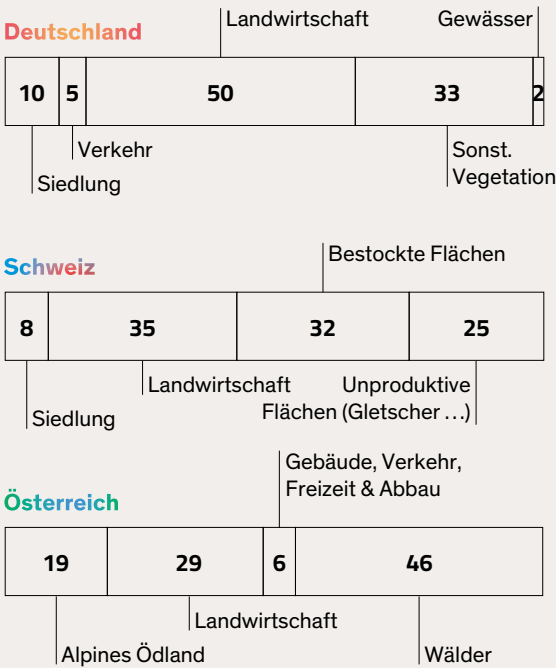 Deutschland
Landwirtschaft
Gewässer
10 5 50 33 2
Verkehr
Siedlung
Sonst.
Vegetation
Schweiz
Bestockte Flächen
8 35 32 25
Landwirtschaft
Siedlung
Unproduktive
Flächen (Gletscher …)
Österreich
Gebäude, Verkehr,
Freizeit & Abbau
19 29 6 46
Landwirtschaft
Alpines Ödland
Wälder